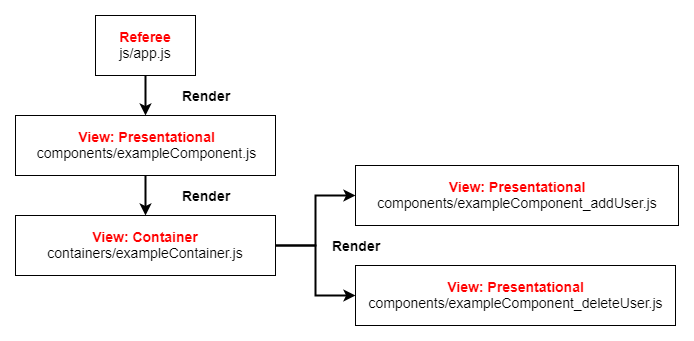 Referee
js/app.js
Render
View: Presentational
components/exampleComponent.js
Render
View: Container
containers/exampleContainer.js
Render
View: Presentational
components/exampleComponent_addUser.js
View: Presentational
components/exampleComponent_deleteUser.js